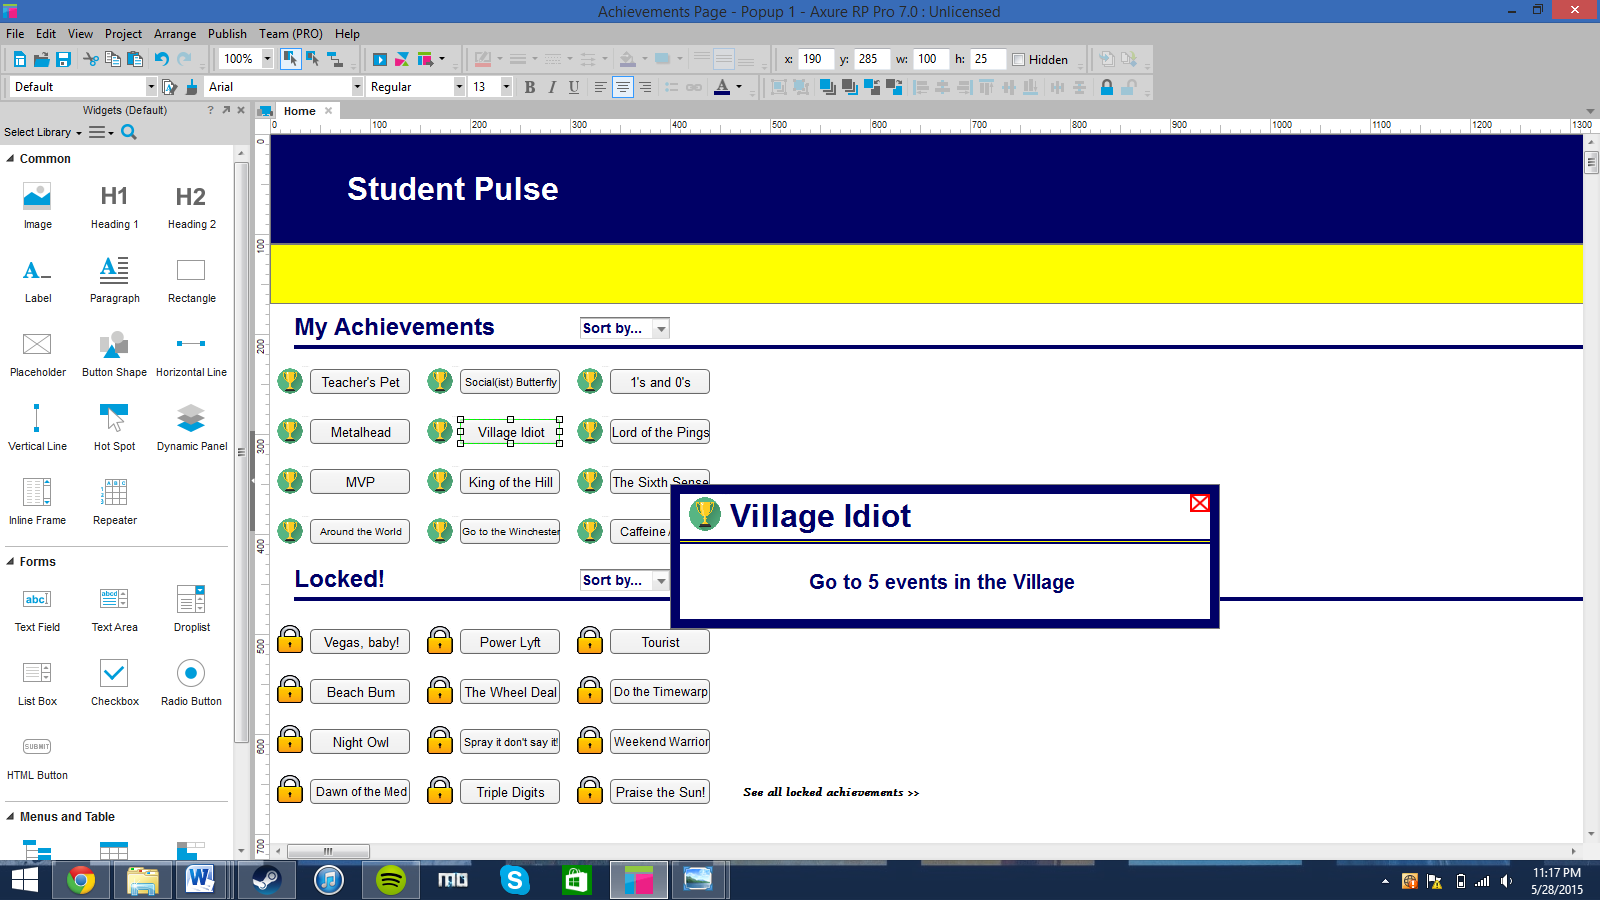 Achievements Page - Popup 1 - Axure RP Pro 7.0 : Unlicensed
File Edit View Project Arrange Publish Team (PRO) Help
100% x: 190 y: 285 w: 100 h: 25 Hidden
Default Arial Regular 13 B I U A
Widgets (Default) Home
Select Library
0 100 200 300 400 500 600 700 800 900 1000 1100 1200 1300
0
100
200
300
400
500
600
700
Common
Image H1 Heading 1 H2 Heading 2
Label Paragraph Rectangle
Placeholder Button Shape Horizontal Line
Vertical Line Hot Spot Dynamic Panel
Inline Frame Repeater
Forms
Text Field Text Area Droplist
List Box Checkbox Radio Button
SUBMIT
HTML Button
Menus and Table
Student Pulse
My Achievements Sort by...
Teacher's Pet Social(ist) Butterfly 1's and 0's
Metalhead Village Idiot Lord of the Pings
MVP King of the Hill The Sixth Sense
Around the World Go to the Winchester Caffeine
Village Idiot
Go to 5 events in the Village
Locked! Sort by...
Vegas, baby! Power Lyft Tourist
Beach Bum The Wheel Deal Do the Timewarp
Night Owl Spray it don't say it! Weekend Warrior
Dawn of the Med Triple Digits Praise the Sun!
See all locked achievements >>
11:17 PM
5/28/2015